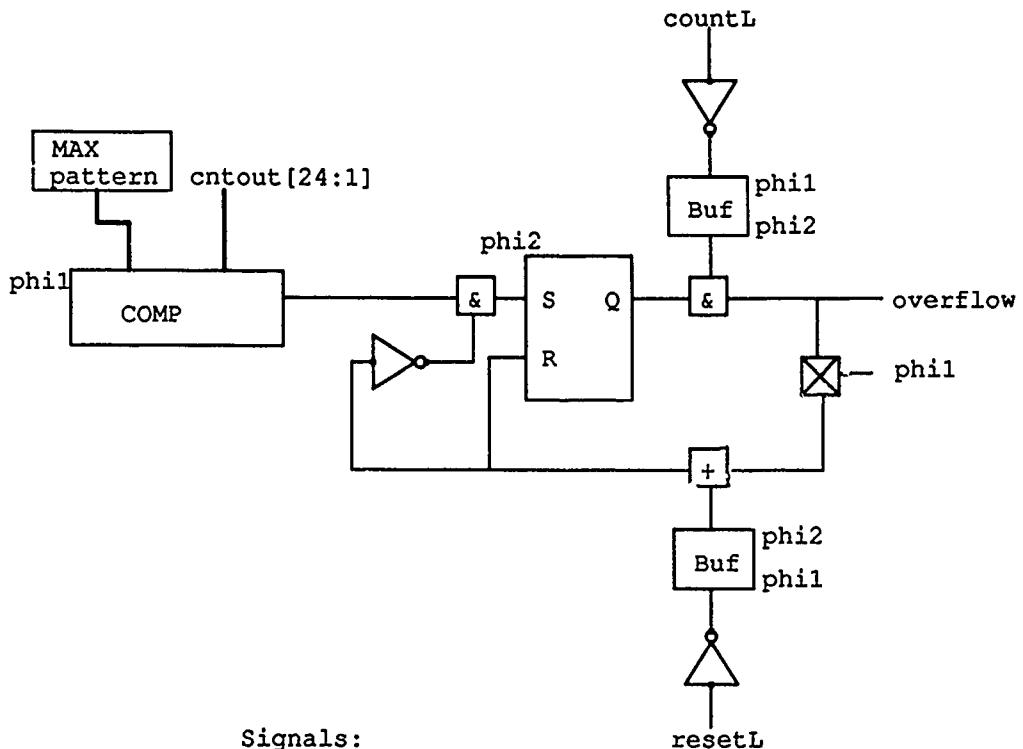 countL
MAX
pattern
cntout[24:1]
phi1
Buf
phi2
phi2
phi1
COMP
&
S
Q
R
&
overflow
phi1
+
phi2
Buf
phi1
Signals:
resetL